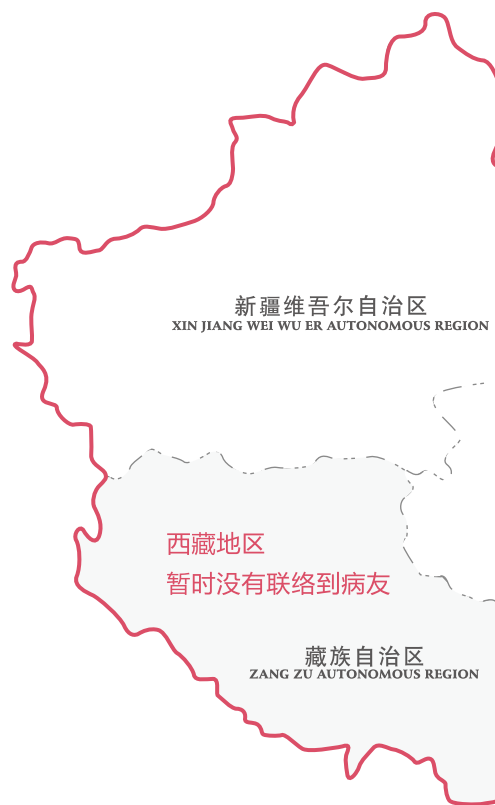 新疆维吾尔自治区
XIN JIANG WEI WU ER AUTONOMOUS REGION
西藏地区
暂时没有联络到病友
藏族自治区
ZANG ZU AUTONOMOUS REGION